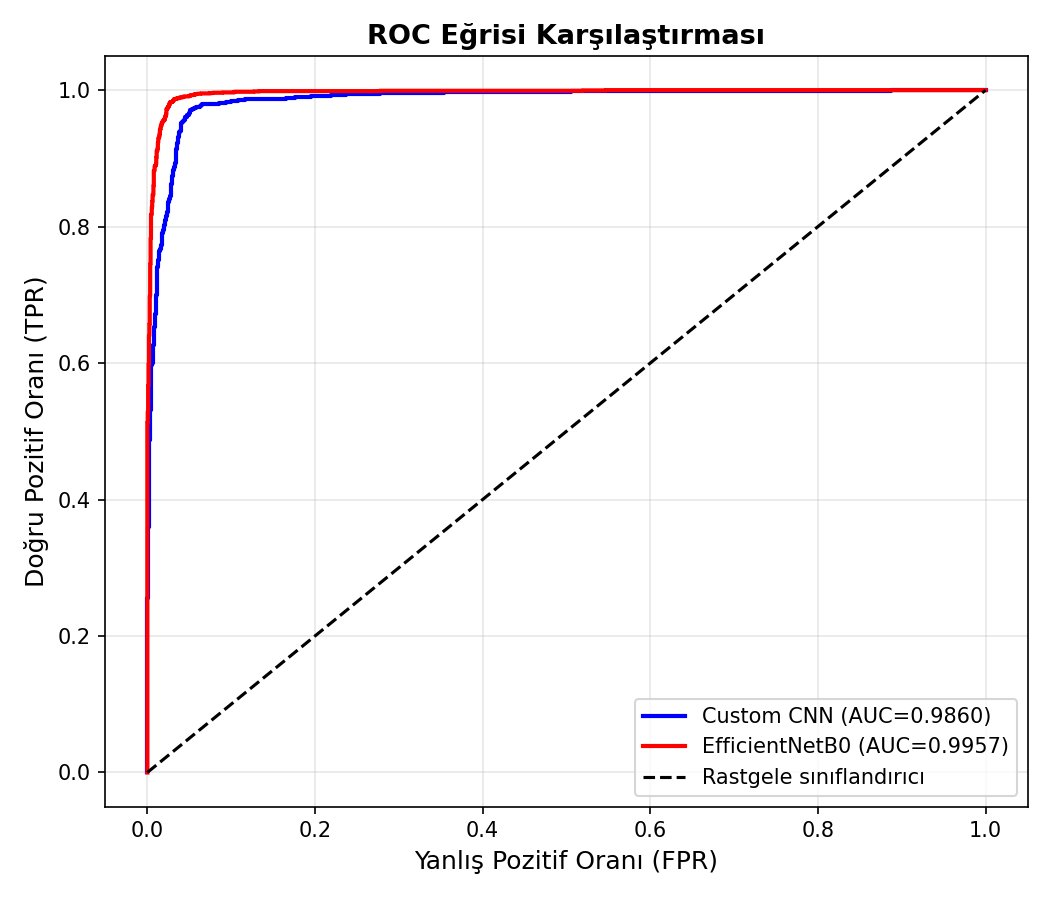 ROC Eğrisi Karşılaştırması
Doğru Pozitif Oranı (TPR)
1.0
0.8
0.6
0.4
0.2
0.0
0.0 0.2 0.4 0.6 0.8 1.0
Yanlış Pozitif Oranı (FPR)
Custom CNN (AUC=0.9860)
EfficientNetB0 (AUC=0.9957)
Rastgele sınıflandırıcı